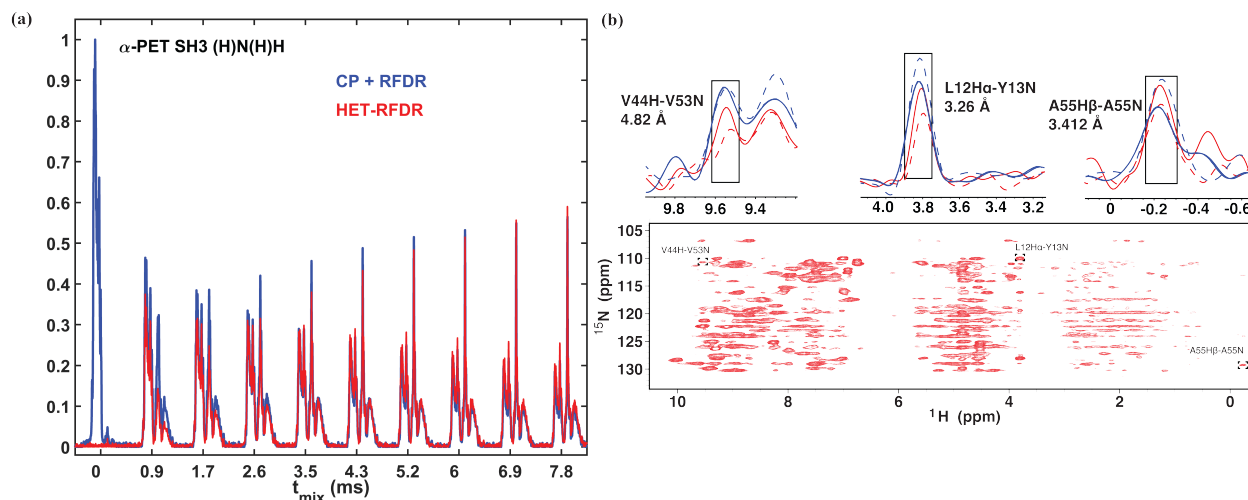 (a)
α-PET SH3 (H)N(H)H
CP + RFDR
HET-RFDR
1
0.9
0.8
0.7
0.6
0.5
0.4
0.3
0.2
0.1
0
0 0.9 1.7 2.6 3.5 4.3 5.2 6 6.9 7.8
tmix (ms)
(b)
V44H-V53N
4.82 Å
9.8 9.6 9.4
L12Hα-Y13N
3.26 Å
4.0 3.8 3.6 3.4 3.2
A55Hβ-A55N
3.412 Å
0 -0.2 -0.4 -0.6
V44H-V53N
L12Hα-Y13N
A55Hβ-A55N
105
110
115
120
125
130
15N (ppm)
10 8 6 4 2 0
1H (ppm)